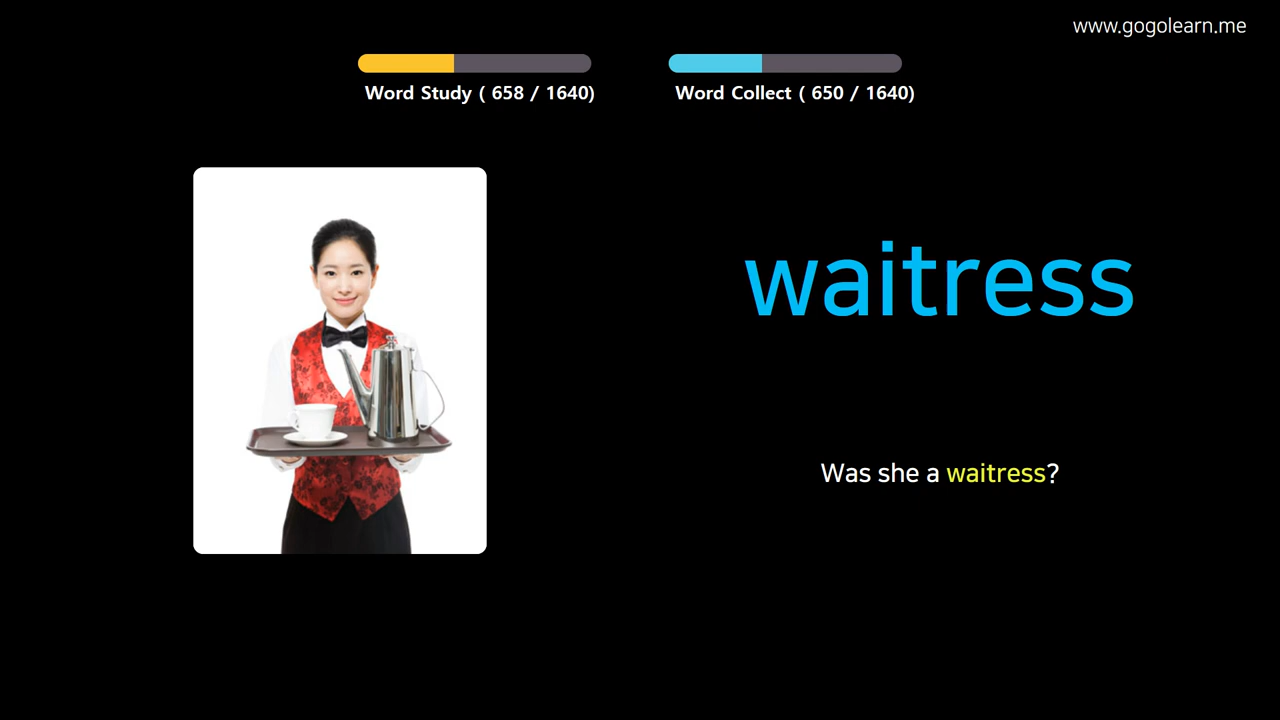 www.gogolearn.me
Word Study ( 658 / 1640)
Word Collect ( 650 / 1640)
waitress
Was she a waitress?